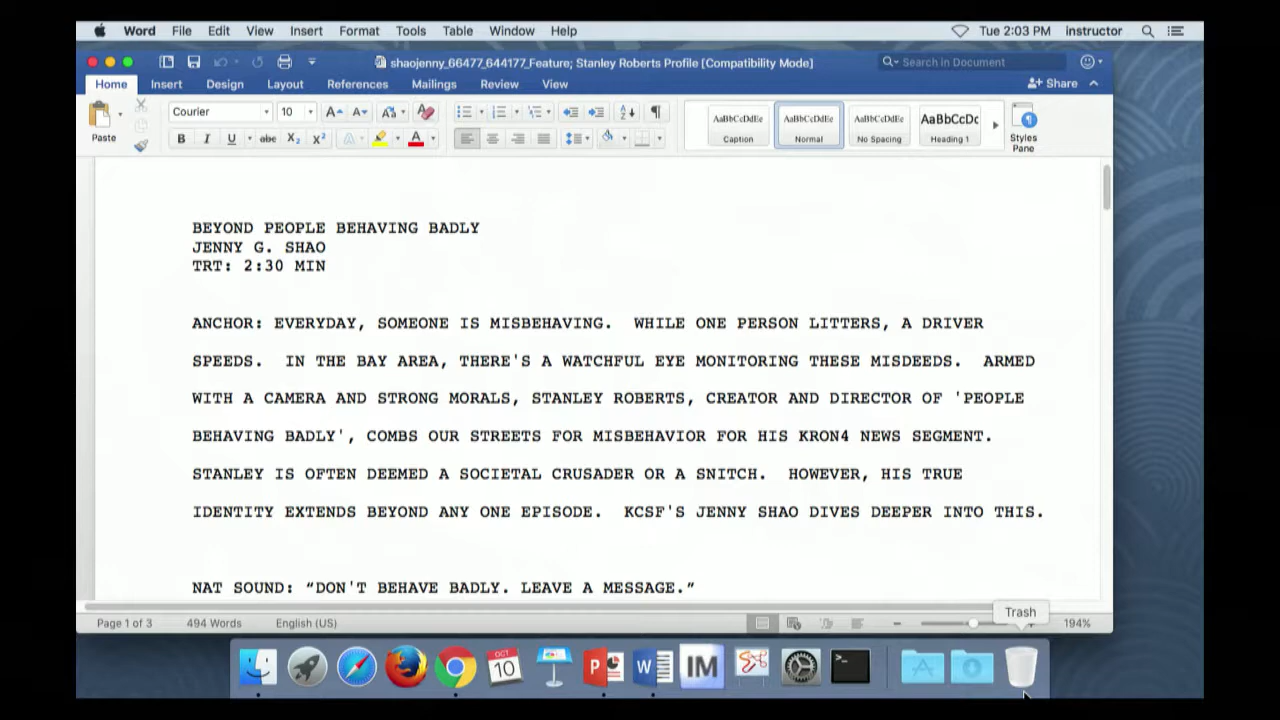 Word File Edit View Insert Format Tools Table Window Help Tue 2:03 PM instructor
shaojenny_66477_644177_Feature; Stanley Roberts Profile [Compatibility Mode] Search in Document
Home Insert Design Layout References Mailings Review View Share
Paste Courier 10 AaBbCcDdEe AaBbCcDdEe AaBbCcDdEe AaBbCcDc
Caption Normal No Spacing Heading 1 Styles Pane
BEYOND PEOPLE BEHAVING BADLY
JENNY G. SHAO
TRT: 2:30 MIN
ANCHOR: EVERYDAY, SOMEONE IS MISBEHAVING. WHILE ONE PERSON LITTERS, A DRIVER
SPEEDS. IN THE BAY AREA, THERE'S A WATCHFUL EYE MONITORING THESE MISDEEDS. ARMED
WITH A CAMERA AND STRONG MORALS, STANLEY ROBERTS, CREATOR AND DIRECTOR OF 'PEOPLE
BEHAVING BADLY', COMBS OUR STREETS FOR MISBEHAVIOR FOR HIS KRON4 NEWS SEGMENT.
STANLEY IS OFTEN DEEMED A SOCIETAL CRUSADER OR A SNITCH. HOWEVER, HIS TRUE
IDENTITY EXTENDS BEYOND ANY ONE EPISODE. KCSF'S JENNY SHAO DIVES DEEPER INTO THIS.
NAT SOUND: “DON'T BEHAVE BADLY. LEAVE A MESSAGE.”
Trash
Page 1 of 3 494 Words English (US) 194%
OCT
10
IM